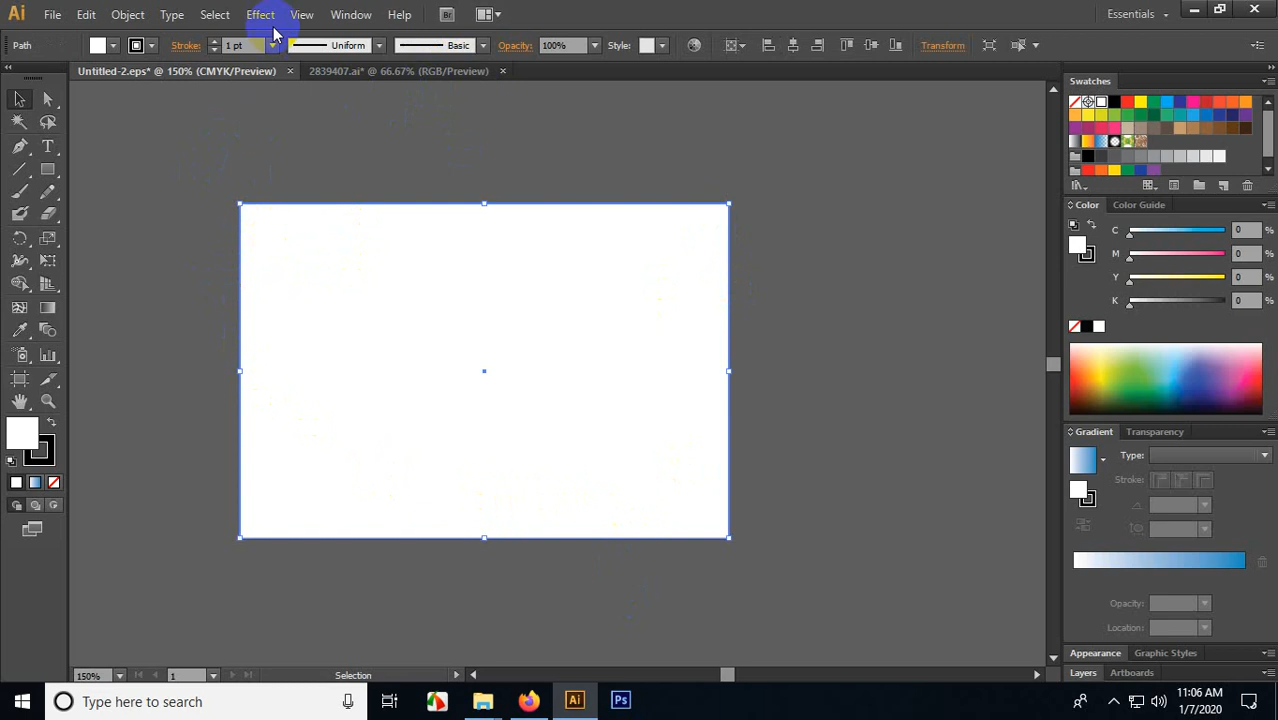 Ai File Edit Object Type Select Effect View Window Help Br Essentials
Path Stroke: 1 pt Uniform Basic Opacity: 100% Style: Transform
Untitled-2.eps* @ 150% (CMYK/Preview) 2839407.ai* @ 66.67% (RGB/Preview)
Swatches
Color Color Guide
C 0 %
M 0 %
Y 0 %
K 0 %
Gradient Transparency
Type:
Stroke:
Opacity:
Location:
Appearance Graphic Styles
Layers Artboards
150% 1 Selection
Type here to search Ai Ps 11:06 AM
1/7/2020